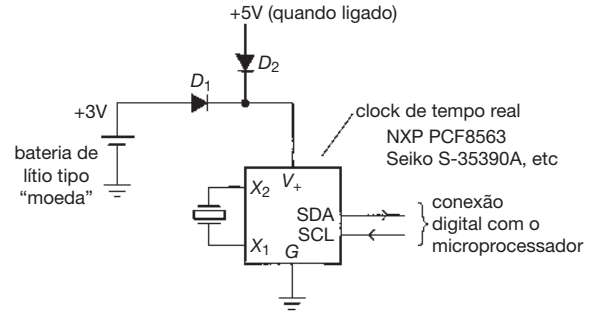 +5V (quando ligado)
D2
D1
+3V
bateria de
lítio tipo
“moeda”
clock de tempo real
NXP PCF8563
Seiko S-35390A, etc
X2
V+
SDA
SCL
X1
G
conexão
digital com o
microprocessador